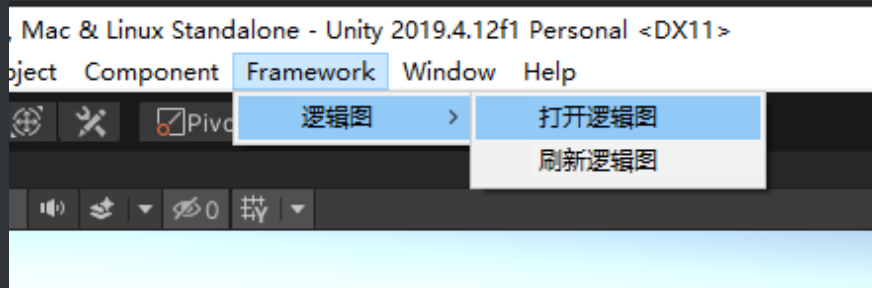 , Mac & Linux Standalone - Unity 2019.4.12f1 Personal <DX11>
bject Component Framework Window Help
逻辑图 > 打开逻辑图
Pivo
刷新逻辑图
0